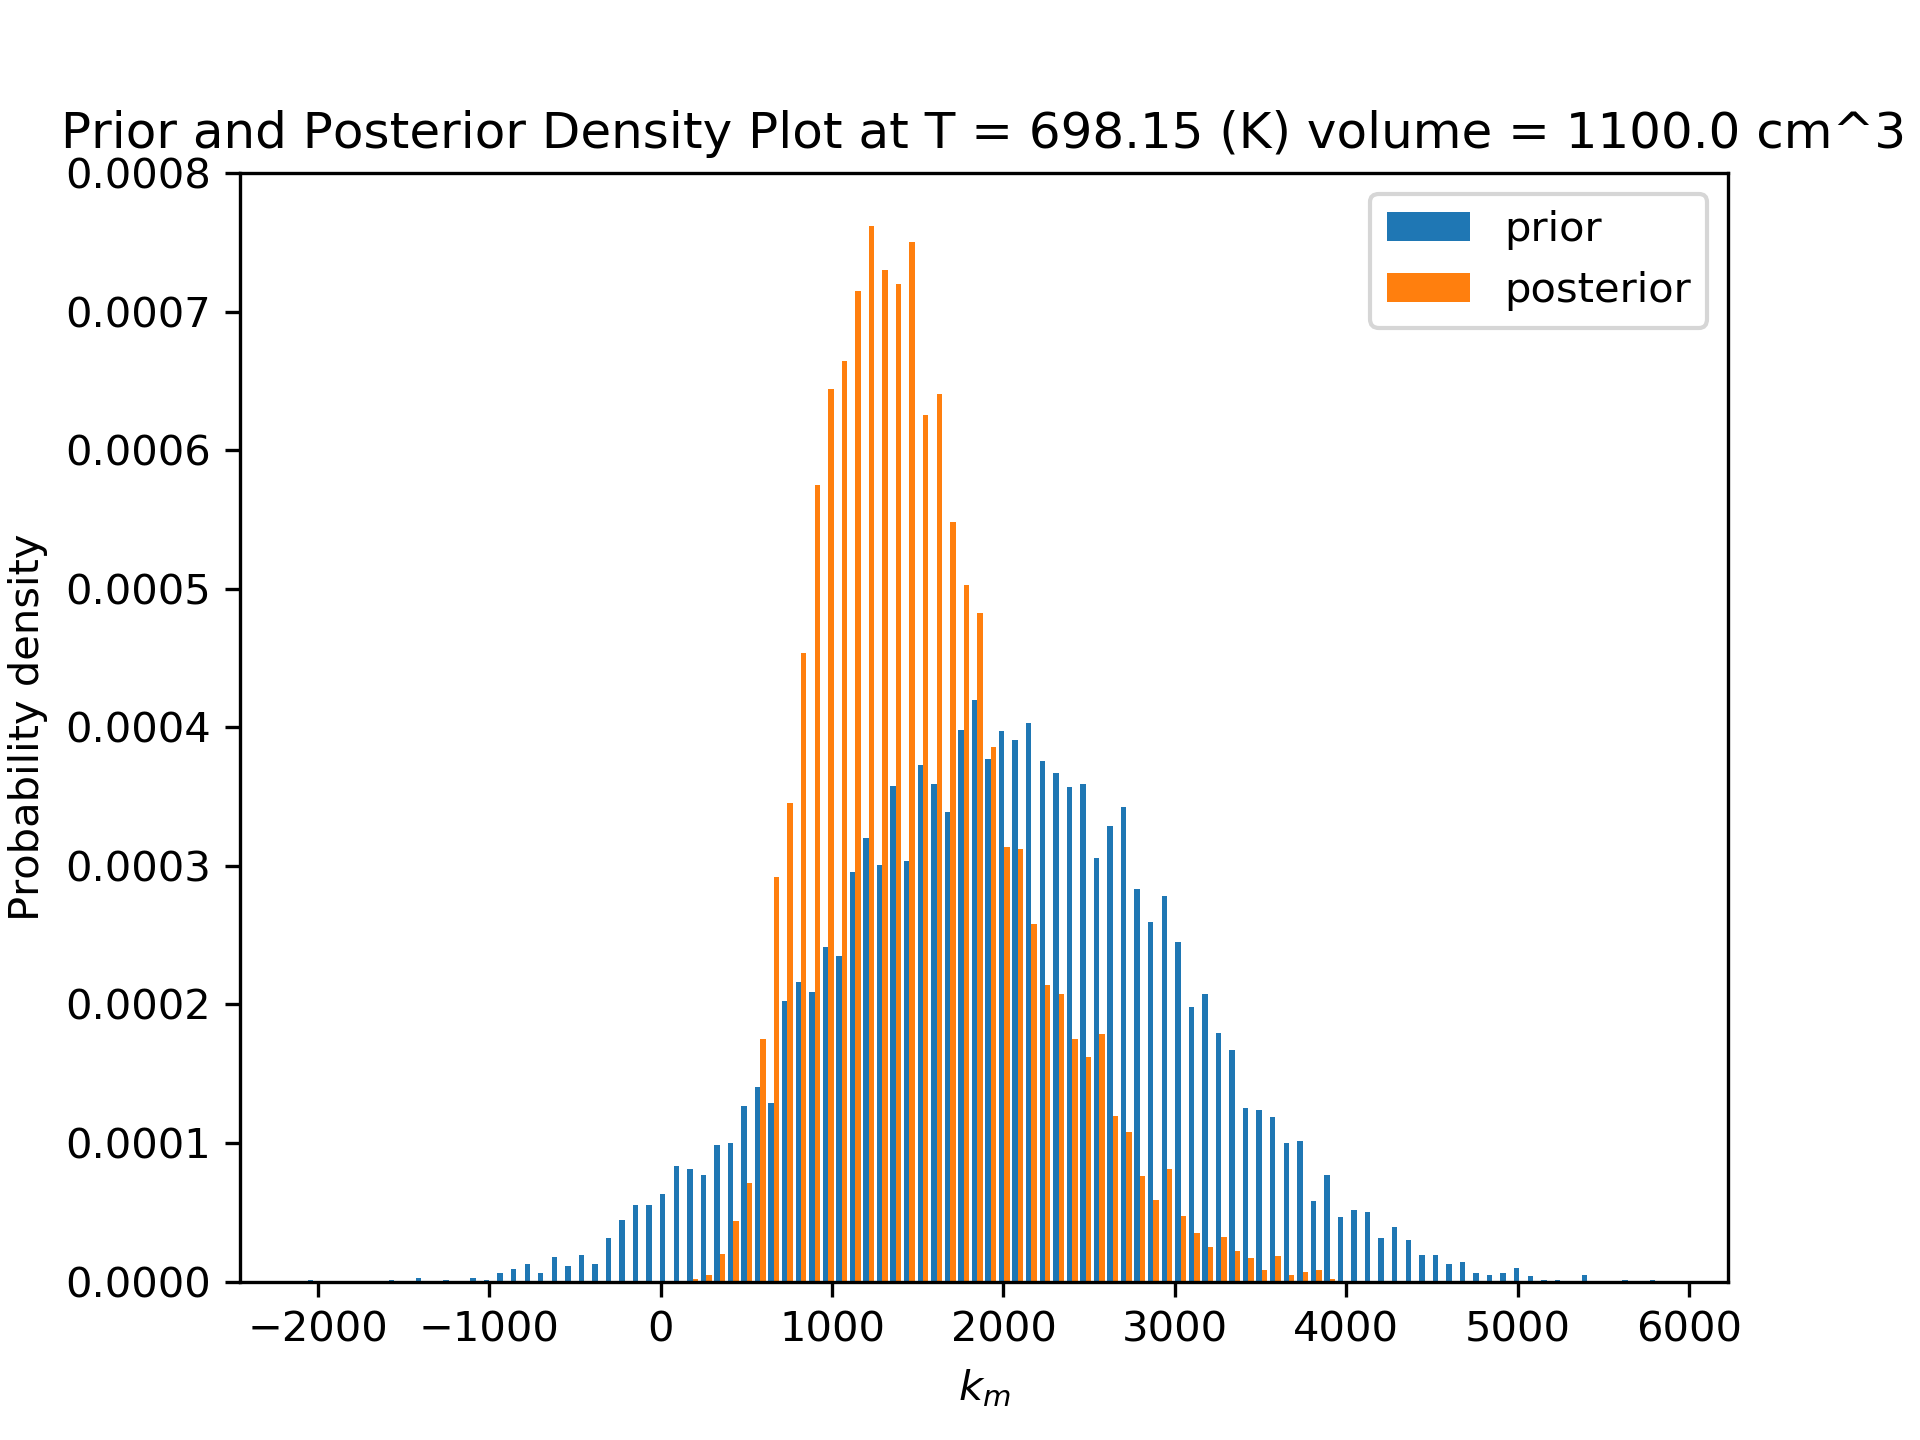 Prior and Posterior Density Plot at T = 698.15 (K) volume = 1100.0 cm^3
prior
posterior
0.0008
0.0007
0.0006
0.0005
0.0004
0.0003
0.0002
0.0001
0.0000
Probability density
−2000 −1000 0 1000 2000 3000 4000 5000 6000
k_m